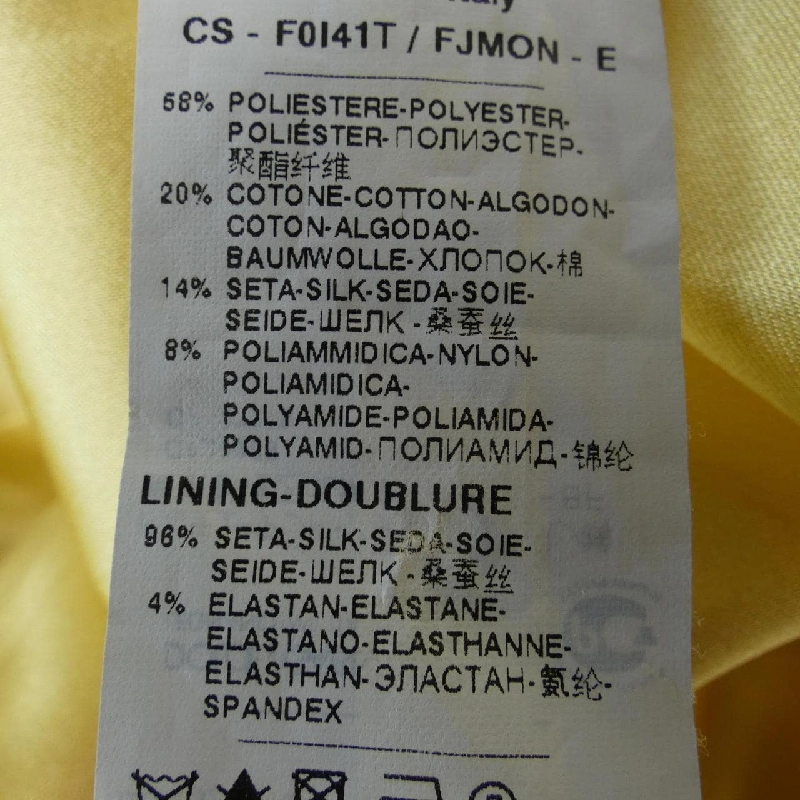 Italy
CS - F0I41T / FJMON - E
58% POLIESTERE-POLYESTER-
POLIÉSTER-ПОЛИЭСТЕР-
聚酯纤维
20% COTONE-COTTON-ALGODON-
COTON-ALGODAO-
BAUMWOLLE-ХЛОПОК-棉
14% SETA-SILK-SEDA-SOIE-
SEIDE-ШЕЛК-桑蚕丝
8% POLIAMMIDICA-NYLON-
POLIAMIDICA-
POLYAMIDE-POLIAMIDA-
POLYAMID-ПОЛИАМИД-锦纶
LINING-DOUBLURE
96% SETA-SILK-SEDA-SOIE-
SEIDE-ШЕЛК-桑蚕丝
4% ELASTAN-ELASTANE-
ELASTANO-ELASTHANNE-
ELASTHAN-ЭЛАСТАН-氨纶-
SPANDEX